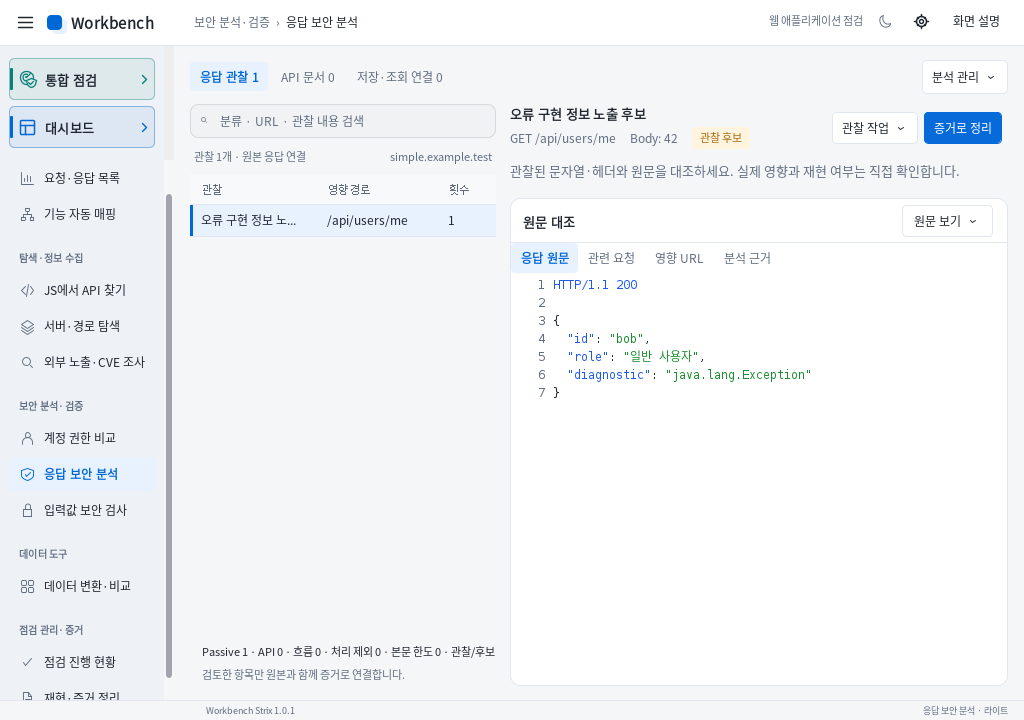 Workbench
보안 분석·검증 › 응답 보안 분석
웹 애플리케이션 점검
화면 설명
통합 점검
대시보드
요청·응답 목록
기능 자동 매핑
탐색·정보 수집
JS에서 API 찾기
서버·경로 탐색
외부 노출·CVE 조사
보안 분석·검증
계정 권한 비교
응답 보안 분석
입력값 보안 검사
데이터 도구
데이터 변환·비교
점검 관리·증거
점검 진행 현황
재현·증거 정리
응답 관찰 1
API 문서 0
저장·조회 연결 0
분석 관리
분류 · URL · 관찰 내용 검색
관찰 1개 · 원본 응답 연결
simple.example.test
관찰 영향 경로 횟수
오류 구현 정보 노... /api/users/me 1
Passive 1 · API 0 · 흐름 0 · 처리 제외 0 · 본문 한도 0 · 관찰/후보
검토한 항목만 원본과 함께 증거로 연결합니다.
오류 구현 정보 노출 후보
GET /api/users/me Body: 42 관찰 후보
관찰 작업
증거로 정리
관찰된 문자열·헤더와 원문을 대조하세요. 실제 영향과 재현 여부는 직접 확인합니다.
원문 대조
원문 보기
응답 원문 관련 요청 영향 URL 분석 근거
1 HTTP/1.1 200
2
3 {
4 "id": "bob",
5 "role": "일반 사용자",
6 "diagnostic": "java.lang.Exception"
7 }
Workbench Strix 1.0.1
응답 보안 분석 · 라이트